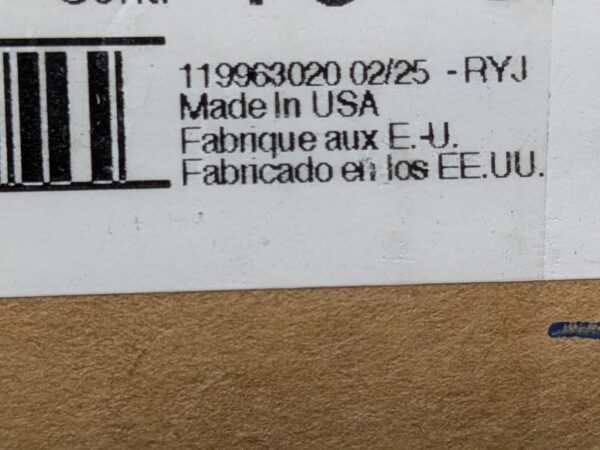 119963020 02/25 - RYJ
Made In USA
Fabrique aux E.-U.
Fabricado en los EE.UU.